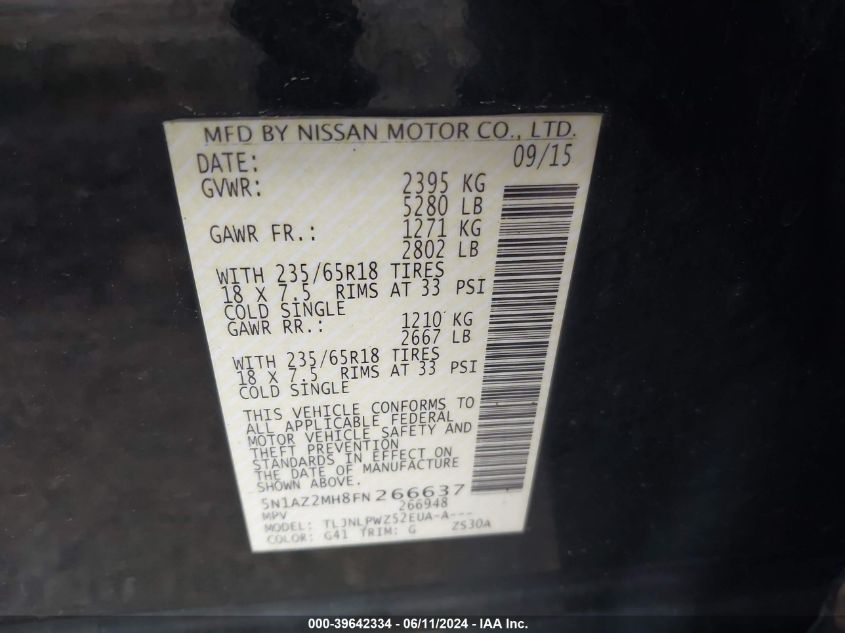 MFD BY NISSAN MOTOR CO., LTD.
DATE: 09/15
GVWR: 2395 KG
5280 LB
GAWR FR.: 1271 KG
2802 LB
WITH 235/65R18 TIRES
18 X 7.5 RIMS AT 33 PSI
COLD SINGLE
GAWR RR.: 1210 KG
2667 LB
WITH 235/65R18 TIRES
18 X 7.5 RIMS AT 33 PSI
COLD SINGLE
THIS VEHICLE CONFORMS TO
ALL APPLICABLE FEDERAL
MOTOR VEHICLE SAFETY AND
THEFT PREVENTION
STANDARDS IN EFFECT ON
THE DATE OF MANUFACTURE
SHOWN ABOVE.
5N1AZ2MH8FN266637
MPV 266948
MODEL: TLJNLPWZ52EUA-A---
COLOR: G41 TRIM: G ZS30A
000-39642334 - 06/11/2024 - IAA Inc.